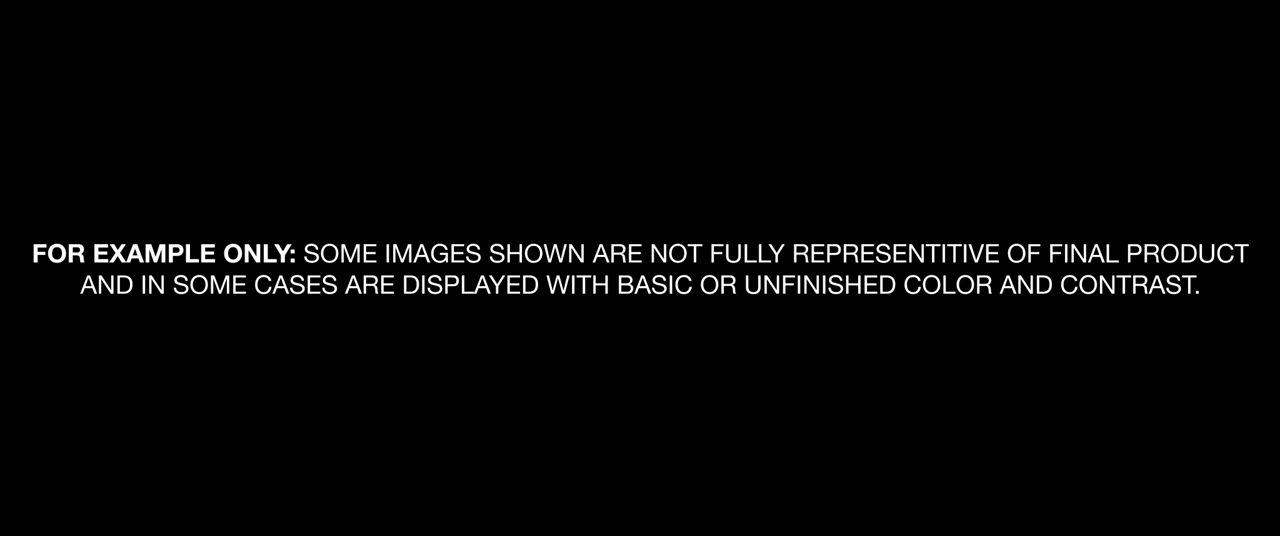 FOR EXAMPLE ONLY: SOME IMAGES SHOWN ARE NOT FULLY REPRESENTITIVE OF FINAL PRODUCT
AND IN SOME CASES ARE DISPLAYED WITH BASIC OR UNFINISHED COLOR AND CONTRAST.